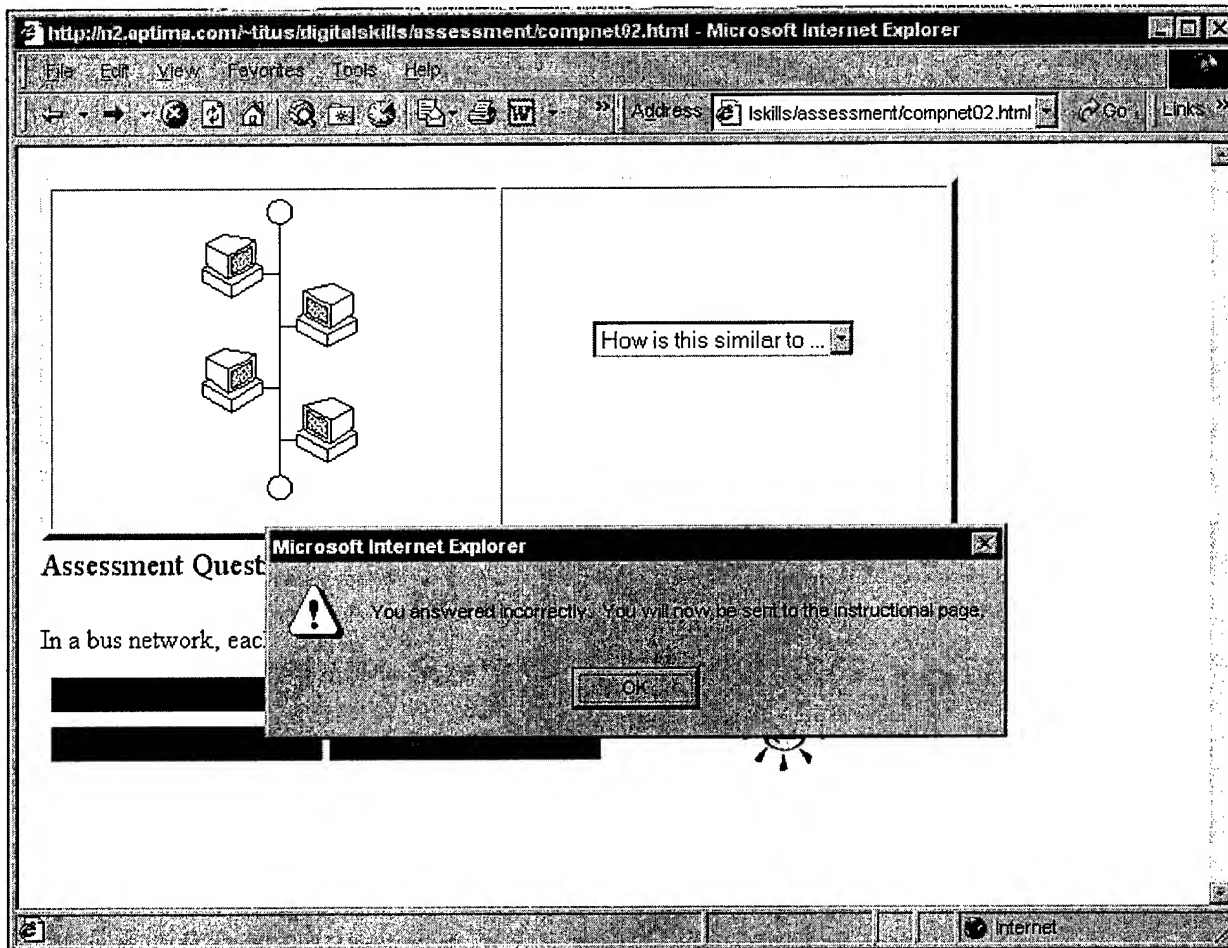 http://n2.aptima.com/~titus/digitalskills/assessment/compnet02.html - Microsoft Internet Explorer
File Edit View Favorites Tools Help
Address lskills/assessment/compnet02.html Go Links »
How is this similar to ...
Microsoft Internet Explorer
Assessment Quest
You answered incorrectly. You will now be sent to the instructional page.
In a bus network, eac
OK
Internet